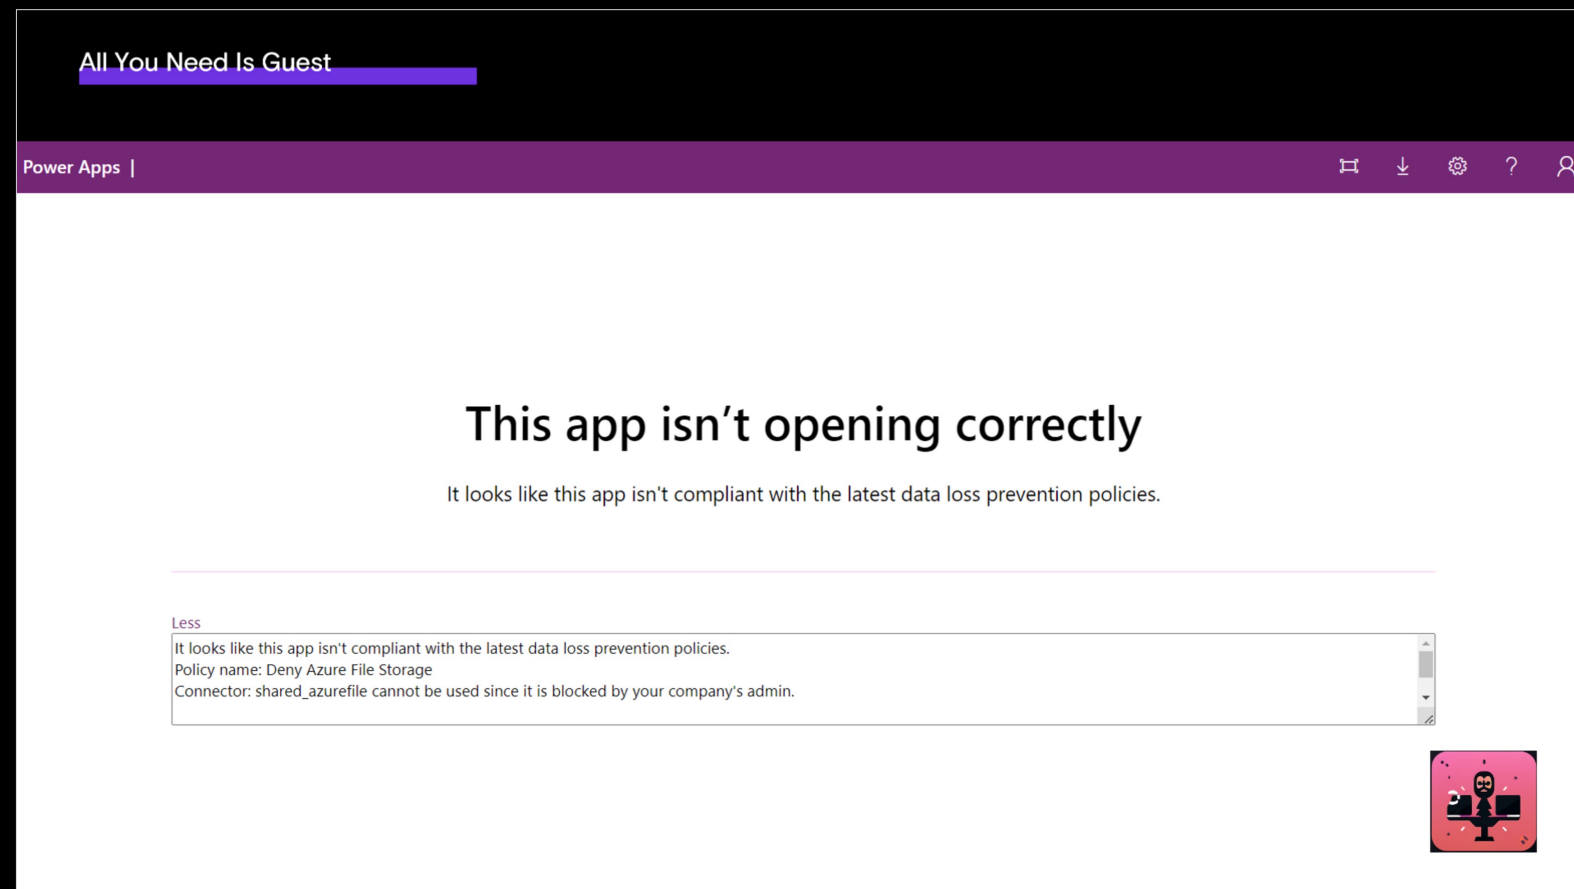 All You Need Is Guest
Power Apps |
This app isn’t opening correctly
It looks like this app isn't compliant with the latest data loss prevention policies.
Less
It looks like this app isn't compliant with the latest data loss prevention policies.
Policy name: Deny Azure File Storage
Connector: shared_azurefile cannot be used since it is blocked by your company's admin.